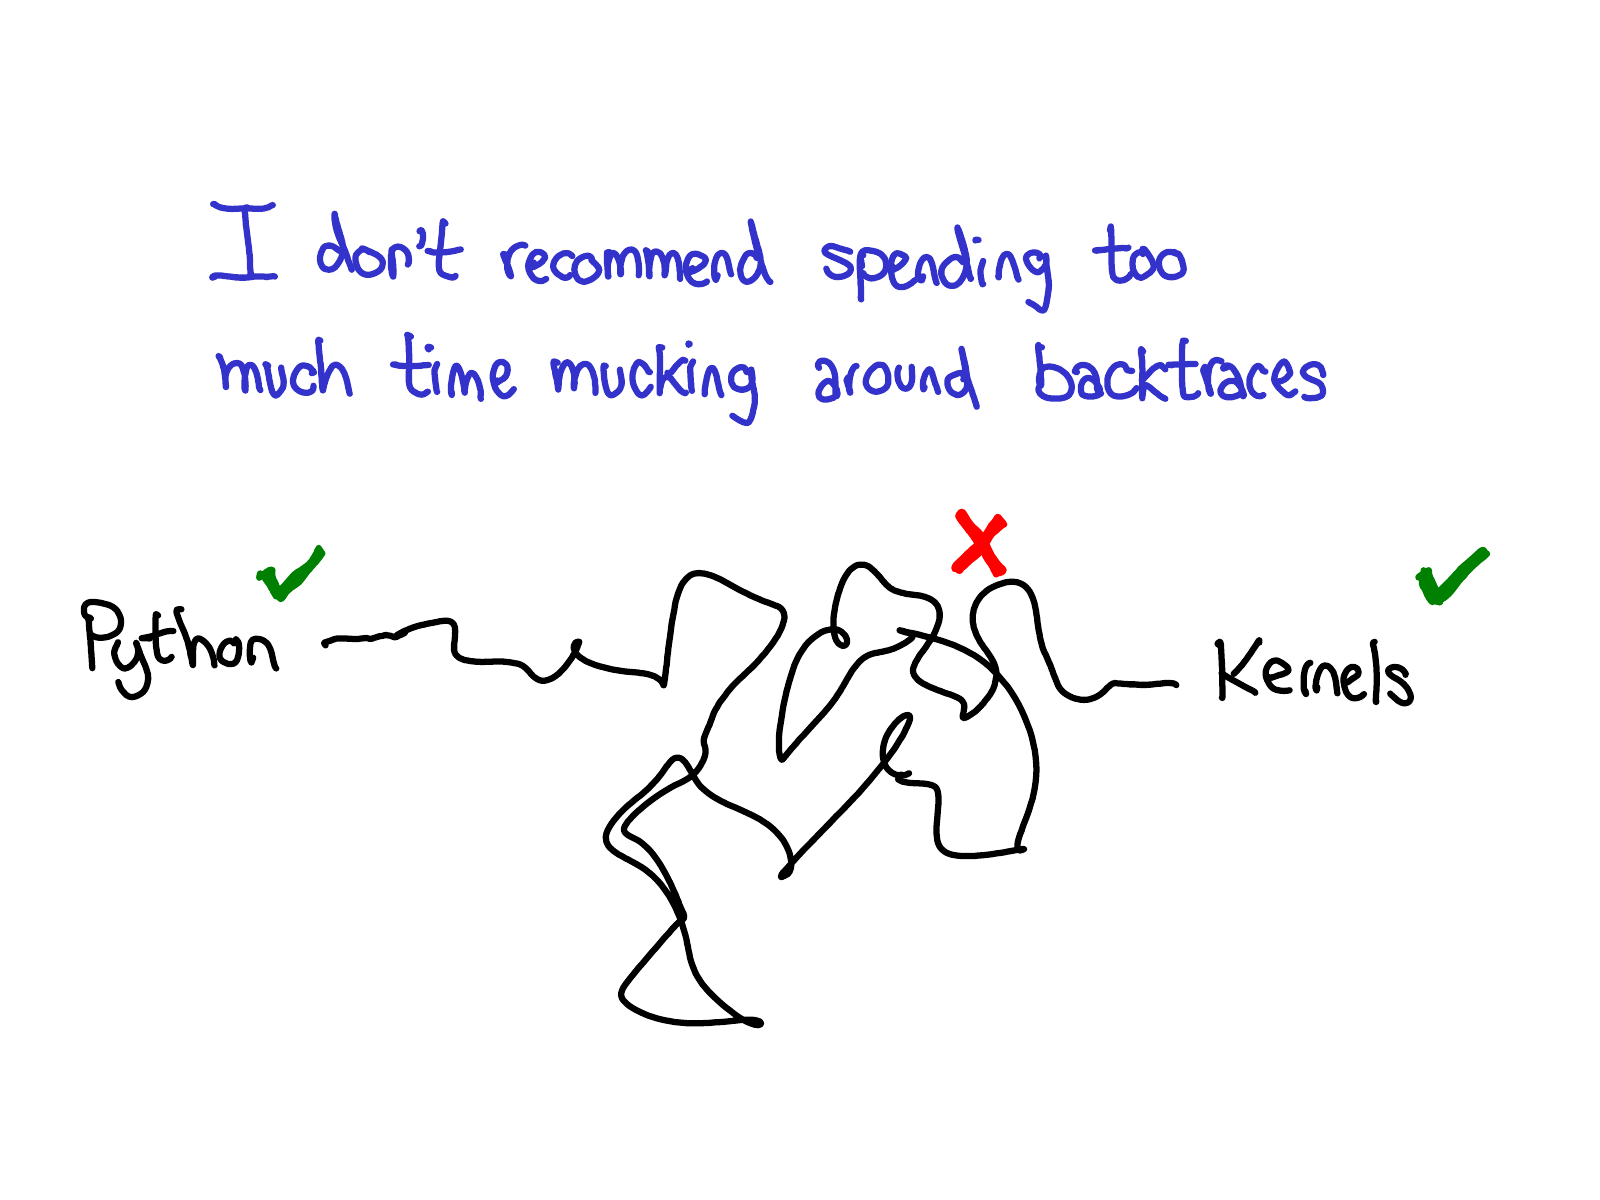 I don't recommend spending too
much time mucking around backtraces
Python
Kernels